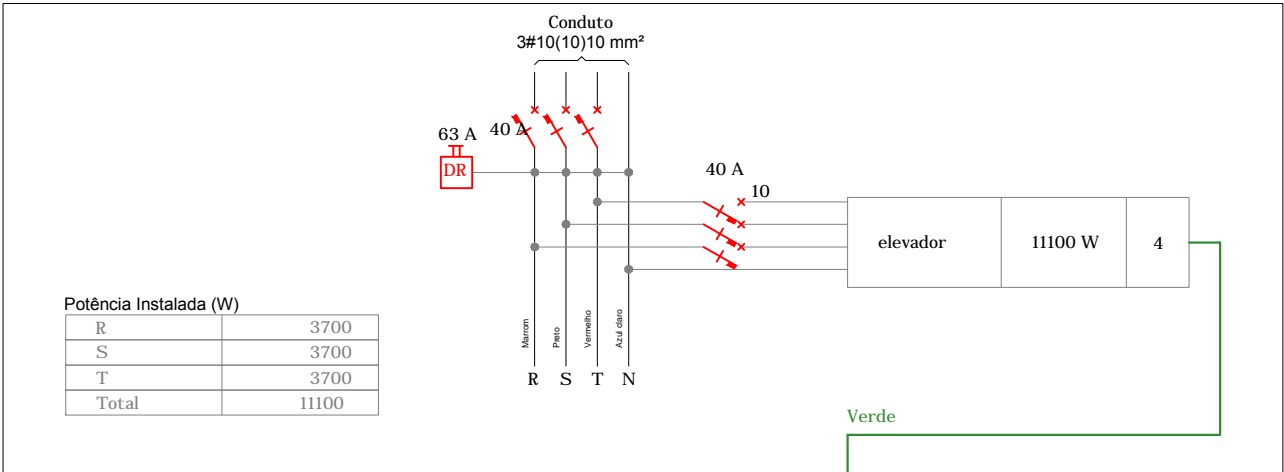 Conduto
3#10(10)10 mm²
63 A
40 A
DR
40 A
10
elevador 11100 W 4
Potência Instalada (W)
R 3700
S 3700
T 3700
Total 11100
Marrom
Preto
Vermelho
Azul claro
R S T N
Verde